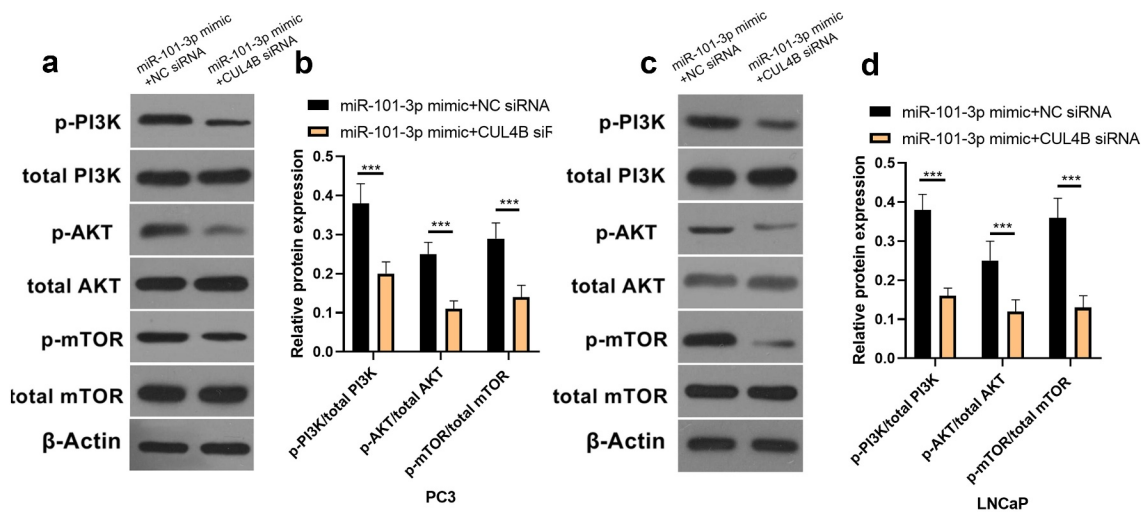 a
miR-101-3p mimic
+NC siRNA
miR-101-3p mimic
+CUL4B siRNA
p-PI3K
total PI3K
p-AKT
total AKT
p-mTOR
total mTOR
β-Actin
b
miR-101-3p mimic+NC siRNA
miR-101-3p mimic+CUL4B siF
Relative protein expression
0.5
0.4
0.3
0.2
0.1
0.0
***
***
***
p-PI3K/total PI3K
p-AKT/total AKT
p-mTOR/total mTOR
PC3
c
miR-101-3p mimic
+NC siRNA
miR-101-3p mimic
+CUL4B siRNA
p-PI3K
total PI3K
p-AKT
total AKT
p-mTOR
total mTOR
β-Actin
d
miR-101-3p mimic+NC siRNA
miR-101-3p mimic+CUL4B siRNA
Relative protein expression
0.5
0.4
0.3
0.2
0.1
0.0
***
***
***
p-PI3K/total PI3K
p-AKT/total AKT
p-mTOR/total mTOR
LNCaP